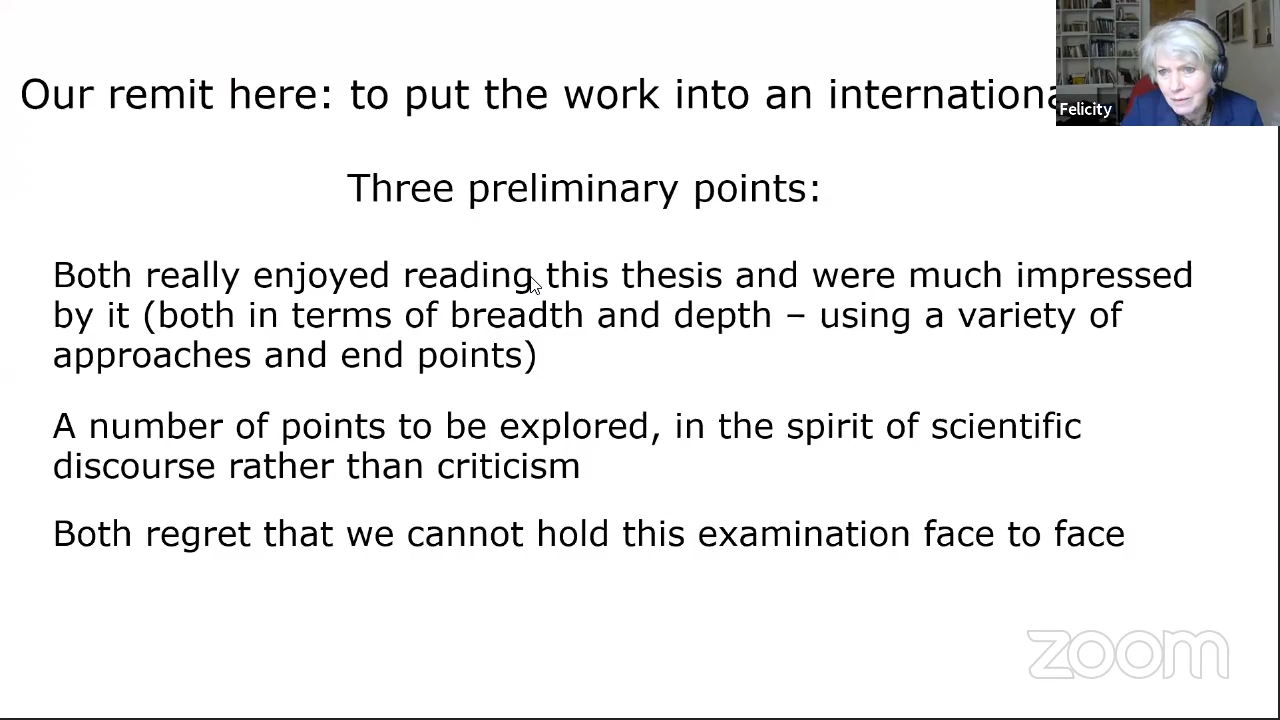 Our remit here: to put the work into an internationa
Felicity
Three preliminary points:
Both really enjoyed reading this thesis and were much impressed
by it (both in terms of breadth and depth – using a variety of
approaches and end points)
A number of points to be explored, in the spirit of scientific
discourse rather than criticism
Both regret that we cannot hold this examination face to face
zoom